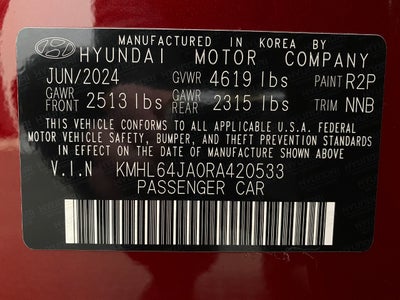 MANUFACTURED IN KOREA BY
HYUNDAI MOTOR COMPANY
JUN/2024 GVWR 4619 lbs PAINT R2P
GAWR FRONT 2513 lbs GAWR REAR 2315 lbs TRIM NNB
THIS VEHICLE CONFORMS TO ALL APPLICABLE U.S.A. FEDERAL
MOTOR VEHICLE SAFETY, BUMPER, AND THEFT PREVENTION STANDARDS
IN EFFECT ON THE DATE OF MANUFACTURE SHOWN ABOVE.
V.I.N KMHL64JA0RA420533
PASSENGER CAR